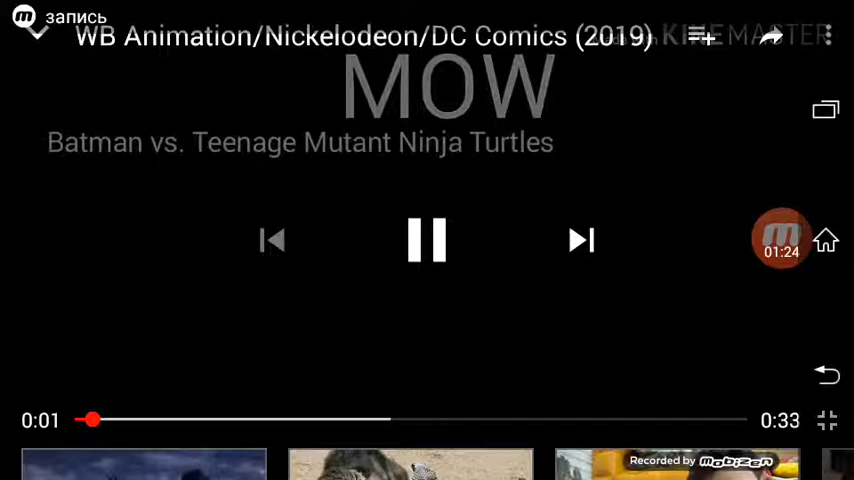 запись
WB Animation/Nickelodeon/DC Comics (2019)
KINEMASTER
MOW
Batman vs. Teenage Mutant Ninja Turtles
01:24
0:01
0:33
Recorded by mobizen